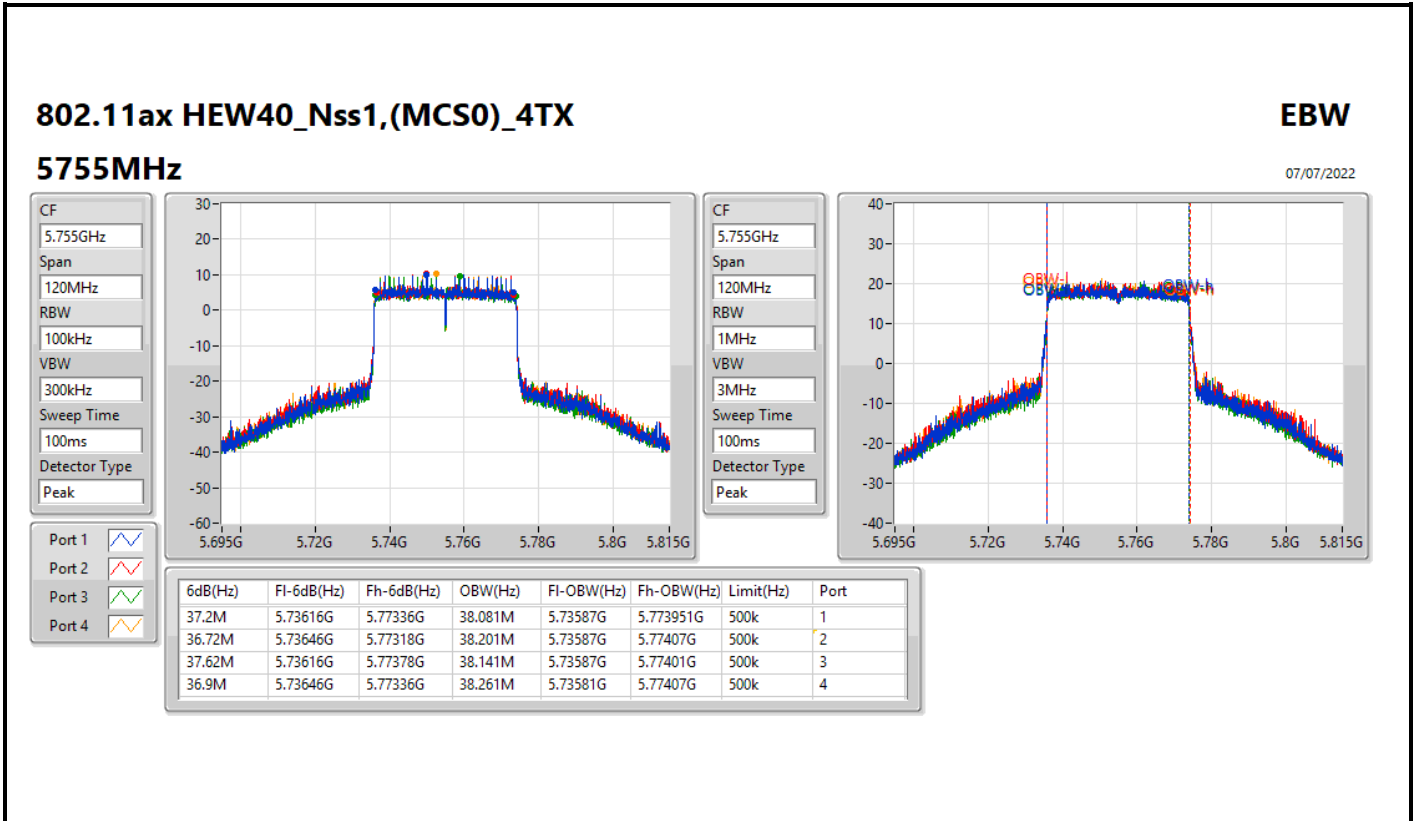 802.11ax HEW40_Nss1,(MCS0)_4TX
EBW
5755MHz
07/07/2022
CF
5.755GHz
Span
120MHz
RBW
100kHz
VBW
300kHz
Sweep Time
100ms
Detector Type
Peak
Port 1
Port 2
Port 3
Port 4
30
20
10
0
-10
-20
-30
-40
-50
-60
5.695G 5.72G 5.74G 5.76G 5.78G 5.8G 5.815G
CF
5.755GHz
Span
120MHz
RBW
1MHz
VBW
3MHz
Sweep Time
100ms
Detector Type
Peak
40
30
20
10
0
-10
-20
-30
-40
OBW-l
OBW-h
5.695G 5.72G 5.74G 5.76G 5.78G 5.8G 5.815G
6dB(Hz) Fl-6dB(Hz) Fh-6dB(Hz) OBW(Hz) Fl-OBW(Hz) Fh-OBW(Hz) Limit(Hz) Port
37.2M 5.73616G 5.77336G 38.081M 5.73587G 5.773951G 500k 1
36.72M 5.73646G 5.77318G 38.201M 5.73587G 5.77407G 500k 2
37.62M 5.73616G 5.77378G 38.141M 5.73587G 5.77401G 500k 3
36.9M 5.73646G 5.77336G 38.261M 5.73581G 5.77407G 500k 4